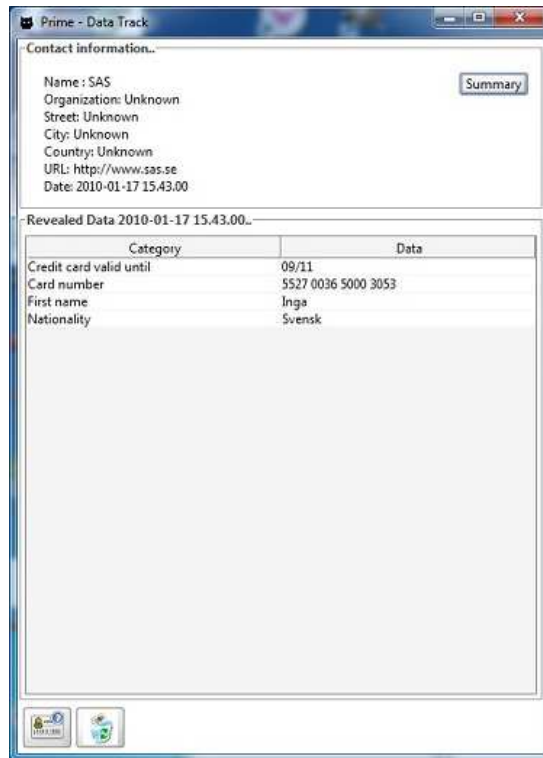 Prime - Data Track
Contact information..
Name : SAS
Summary
Organization: Unknown
Street: Unknown
City: Unknown
Country: Unknown
URL: http://www.sas.se
Date: 2010-01-17 15.43.00
Revealed Data 2010-01-17 15.43.00..
Category Data
Credit card valid until 09/11
Card number 5527 0036 5000 3053
First name Inga
Nationality Svensk